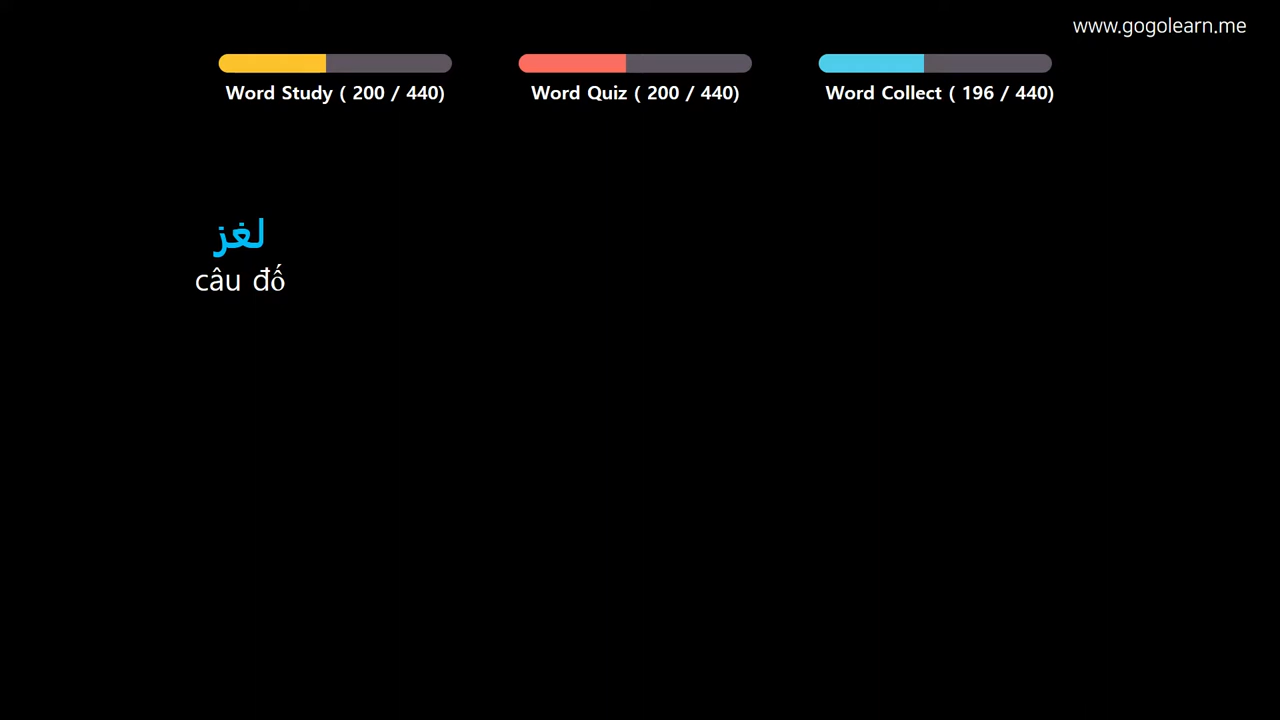 www.gogolearn.me
Word Study ( 200 / 440)
Word Quiz ( 200 / 440)
Word Collect ( 196 / 440)
لغز
câu đố